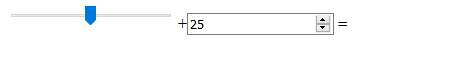 +25 =